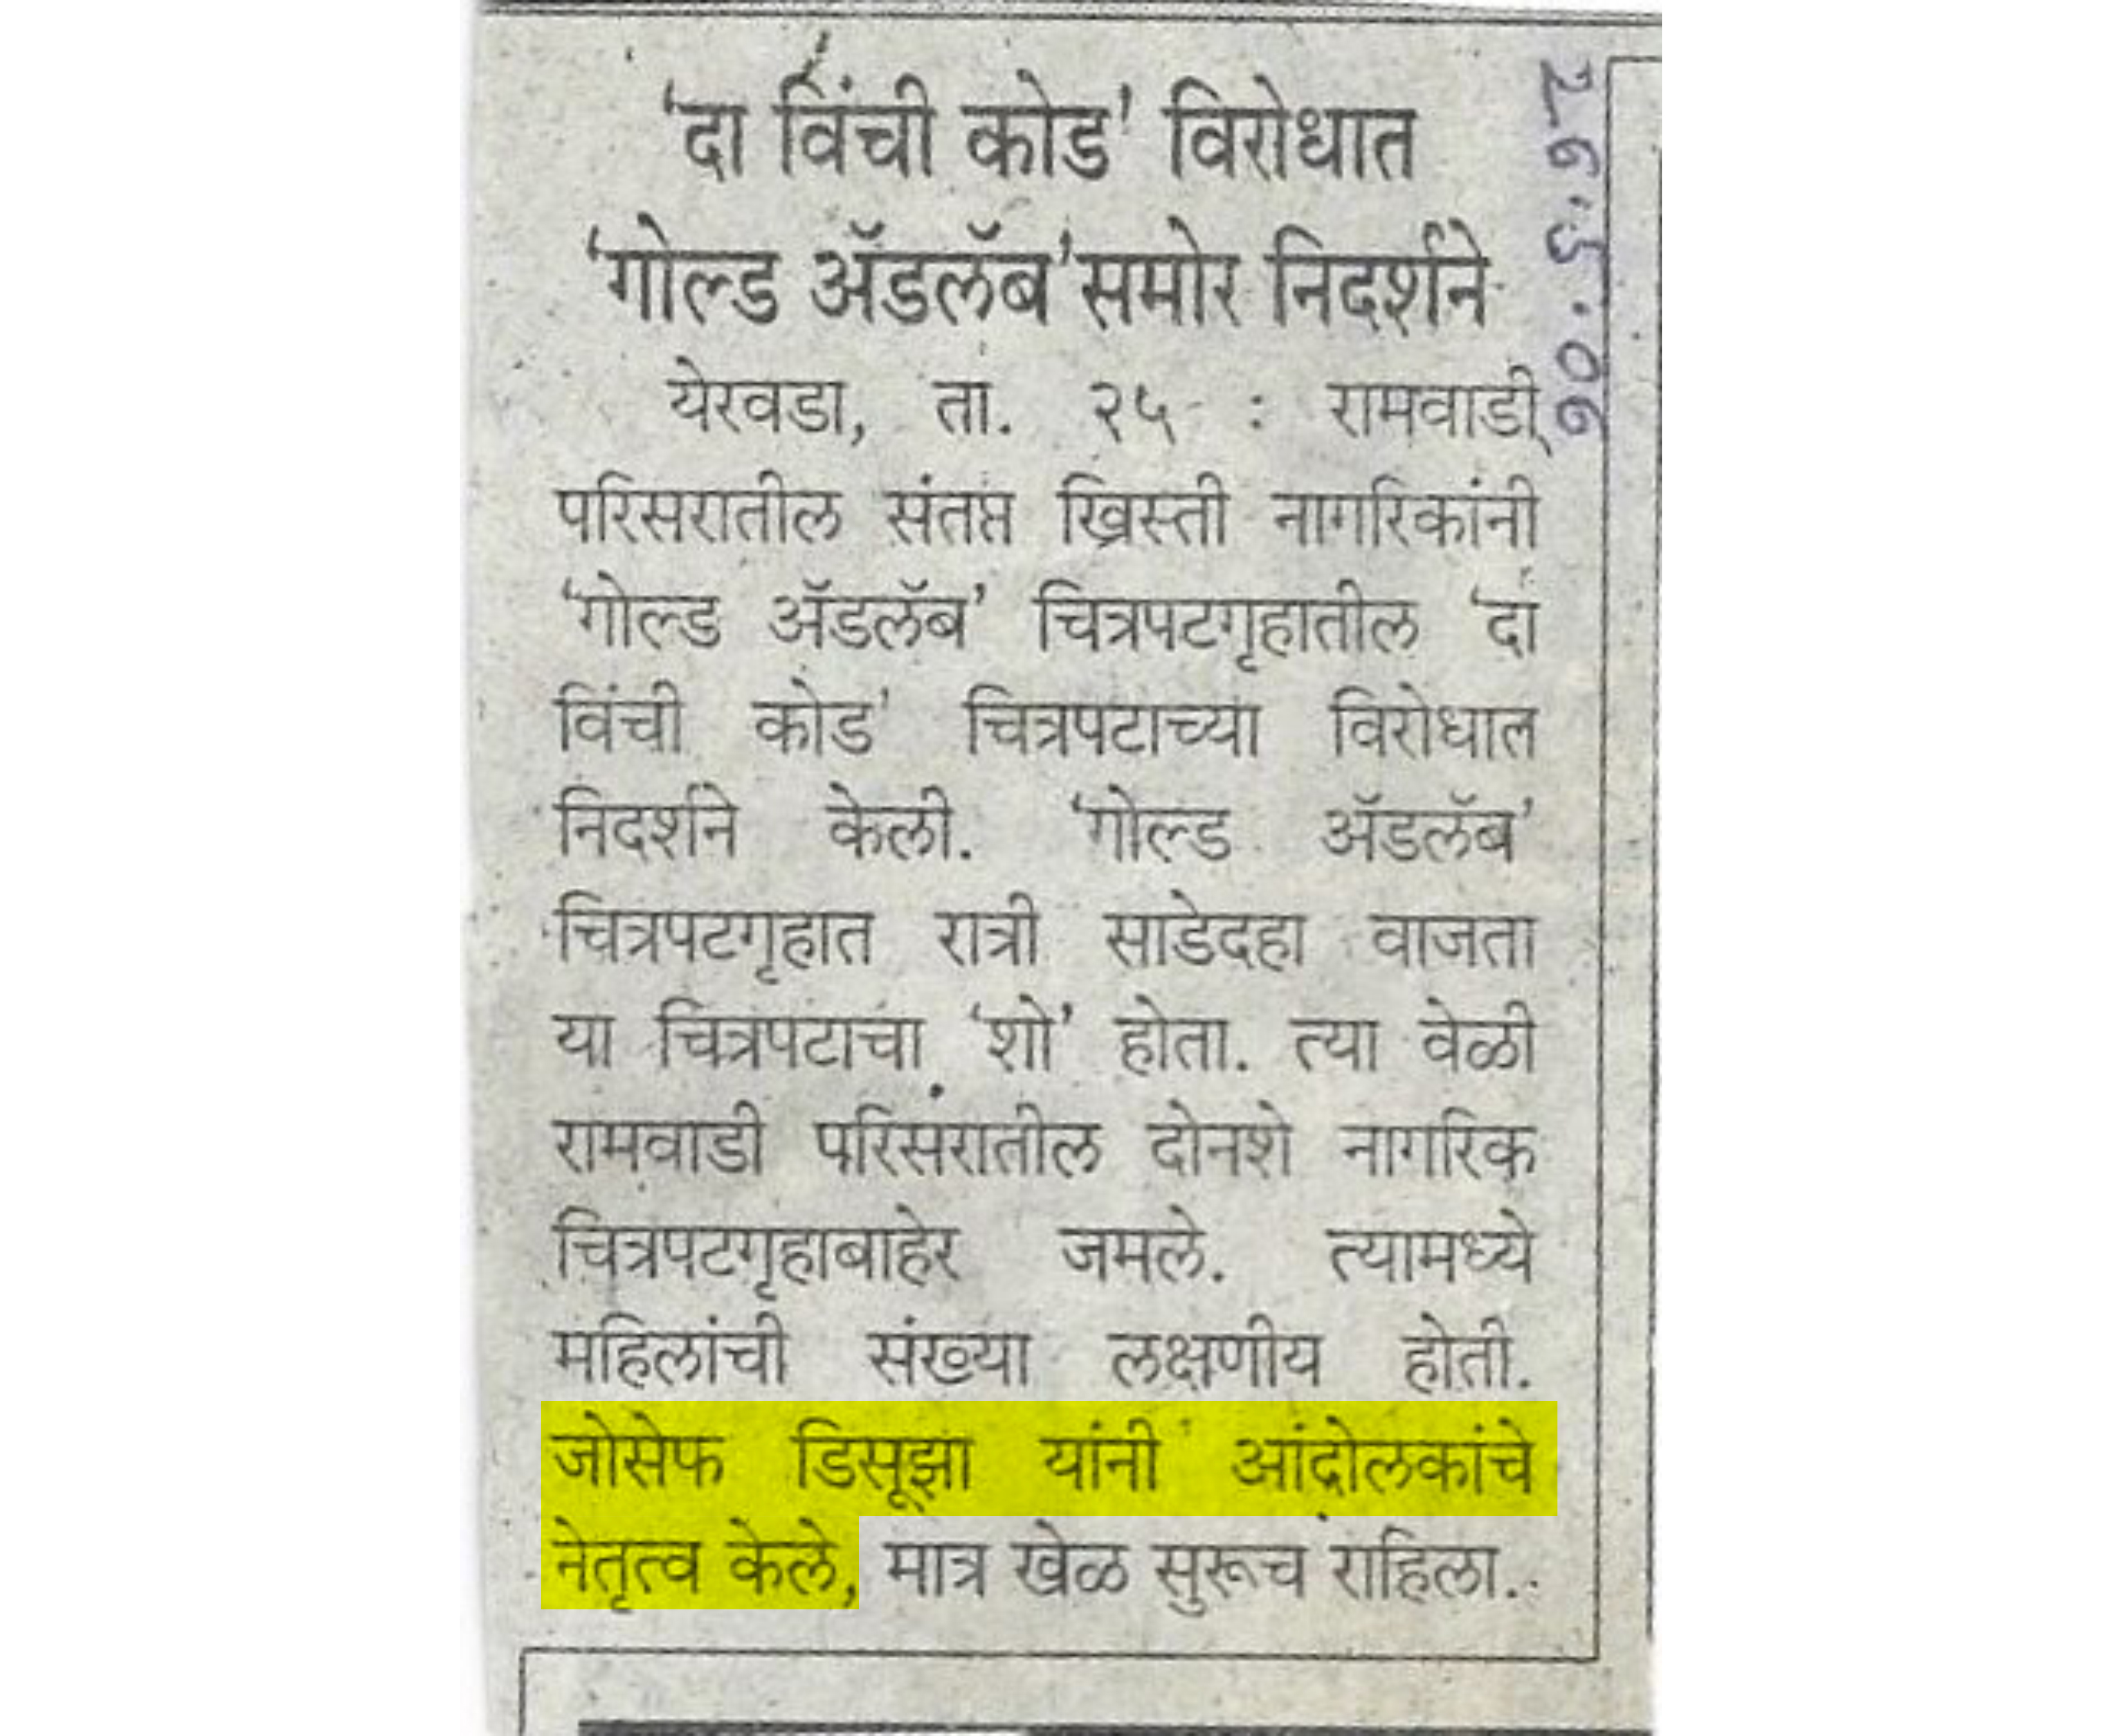 'दा विंची कोड' विरोधात
'गोल्ड ॲडलॅब'समोर निदर्शने
येरवडा, ता. २५ : रामवाडी
परिसरातील संतप्त ख्रिस्ती नागरिकांनी
'गोल्ड ॲडलॅब' चित्रपटगृहातील 'दा
विंची कोड' चित्रपटाच्या विरोधात
निदर्शने केली. 'गोल्ड ॲडलॅब'
चित्रपटगृहात रात्री साडेदहा वाजता
या चित्रपटाचा 'शो' होता. त्या वेळी
रामवाडी परिसरातील दोनशे नागरिक
चित्रपटगृहाबाहेर जमले. त्यामध्ये
महिलांची संख्या लक्षणीय होती.
जोसेफ डिसूझा यांनी आंदोलकांचे
नेतृत्व केले, मात्र खेळ सुरूच राहिला.
26.5.06